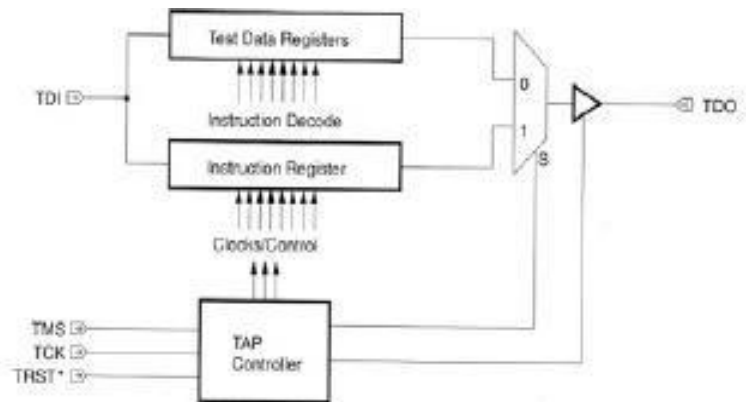 Test Data Registers
TDI
0
TDO
Instruction Decode
1
Instruction Register
S
Clocks/Control
TMS
TAP
TCK
Controller
TRST*